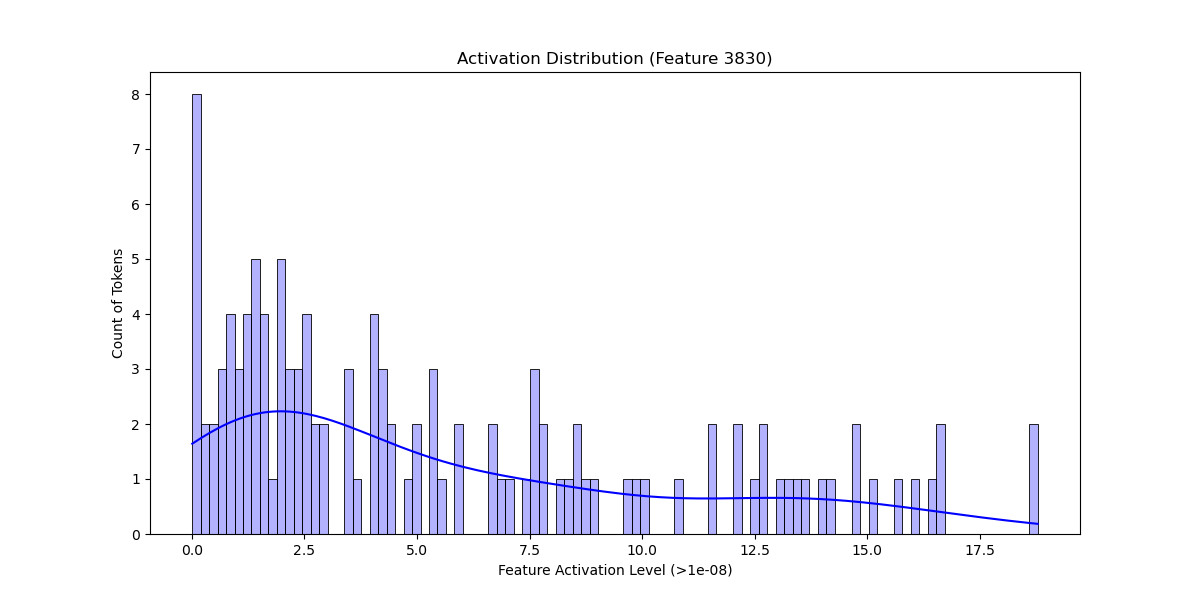 Activation Distribution (Feature 3830)
8
7
6
5
4
3
2
1
0
Count of Tokens
0.0 2.5 5.0 7.5 10.0 12.5 15.0 17.5
Feature Activation Level (>1e-08)